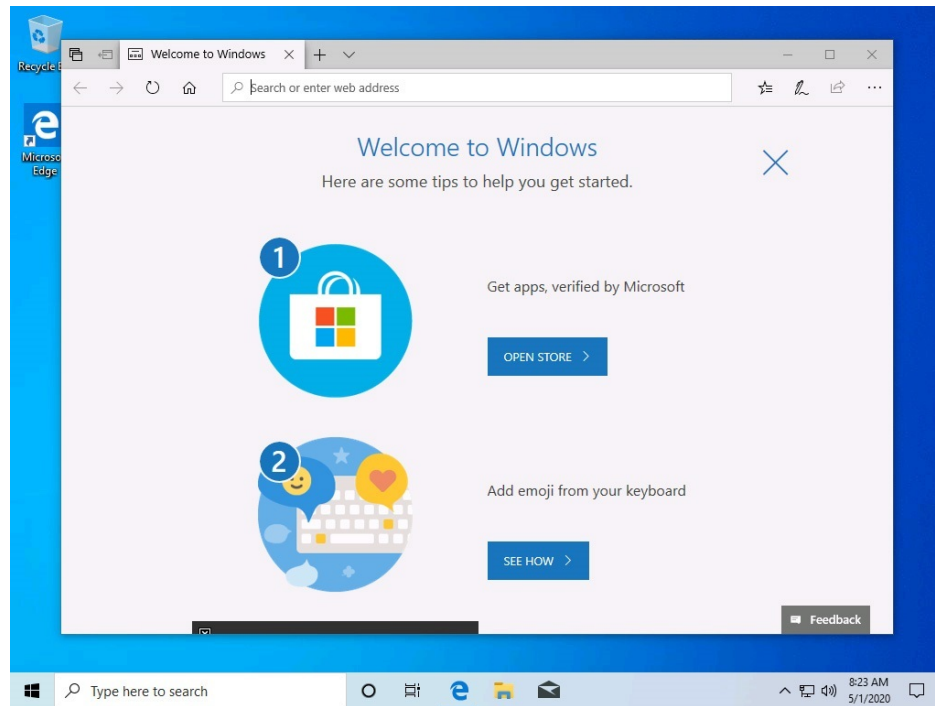 Recycle B
Microso
Edge
Welcome to Windows
Search or enter web address
Welcome to Windows
Here are some tips to help you get started.
1
Get apps, verified by Microsoft
OPEN STORE
2
Add emoji from your keyboard
SEE HOW
Feedback
Type here to search
8:23 AM
5/1/2020